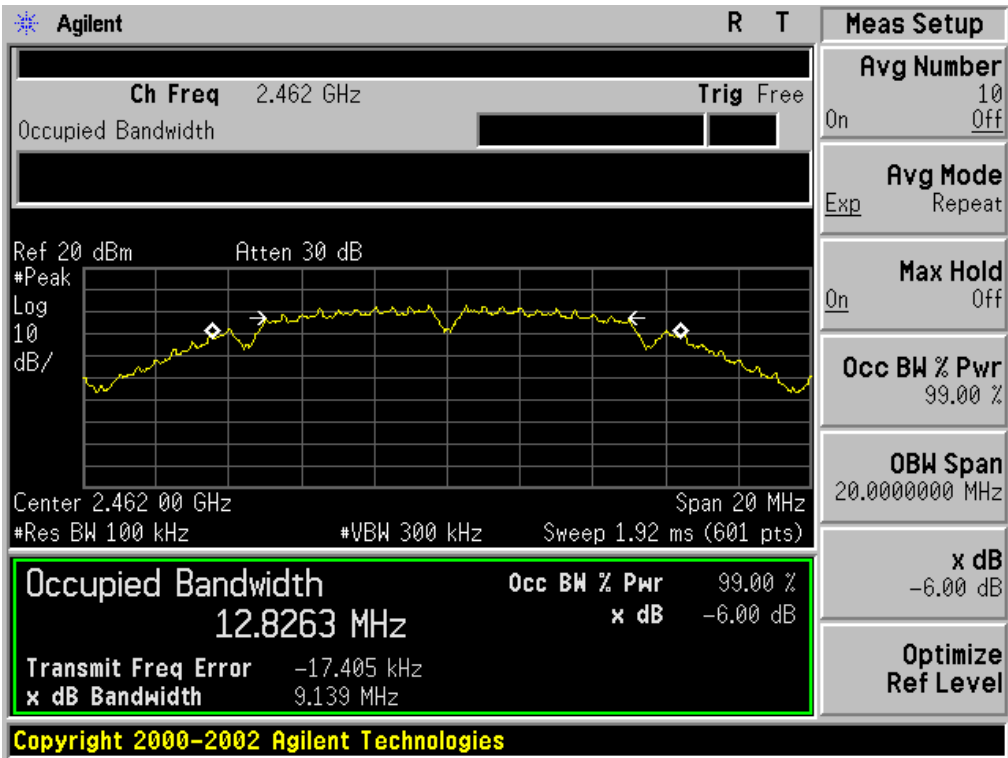 Agilent R T
Ch Freq 2.462 GHz Trig Free
Occupied Bandwidth
Ref 20 dBm Atten 30 dB
#Peak
Log
10
dB/
Center 2.462 00 GHz Span 20 MHz
#Res BW 100 kHz #VBW 300 kHz Sweep 1.92 ms (601 pts)
Occupied Bandwidth Occ BW % Pwr 99.00 %
12.8263 MHz x dB -6.00 dB
Transmit Freq Error -17.405 kHz
x dB Bandwidth 9.139 MHz
Copyright 2000-2002 Agilent Technologies
Meas Setup
Avg Number
10
On Off
Avg Mode
Exp Repeat
Max Hold
On Off
Occ BW % Pwr
99.00 %
OBW Span
20.0000000 MHz
x dB
-6.00 dB
Optimize
Ref Level